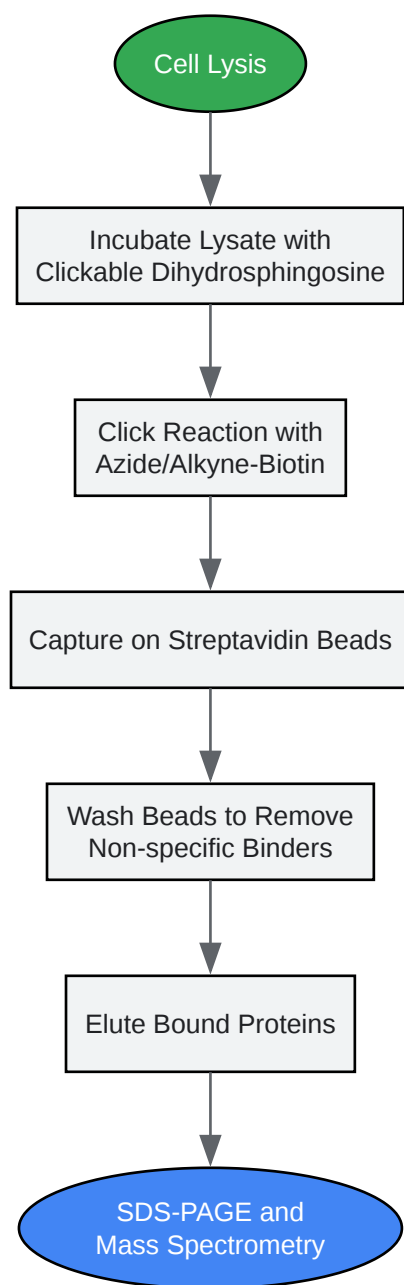 Cell Lysis
Incubate Lysate with
Clickable Dihydrosphingosine
Click Reaction with
Azide/Alkyne-Biotin
Capture on Streptavidin Beads
Wash Beads to Remove
Non-specific Binders
Elute Bound Proteins
SDS-PAGE and
Mass Spectrometry